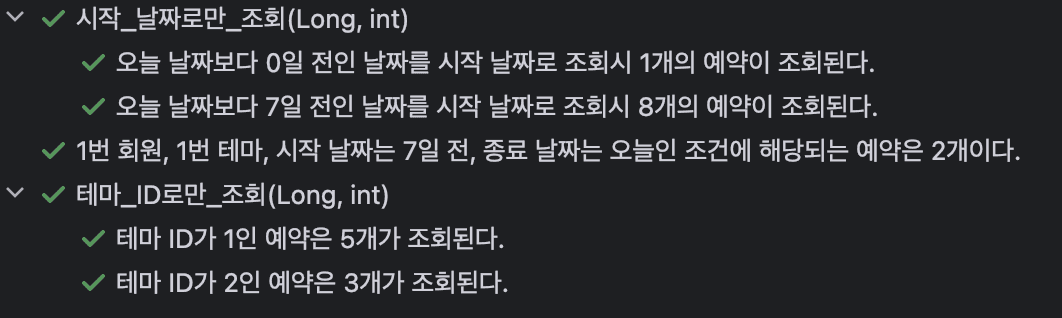 시작_날짜로만_조회(Long, int)
오늘 날짜보다 0일 전인 날짜를 시작 날짜로 조회시 1개의 예약이 조회된다.
오늘 날짜보다 7일 전인 날짜를 시작 날짜로 조회시 8개의 예약이 조회된다.
1번 회원, 1번 테마, 시작 날짜는 7일 전, 종료 날짜는 오늘인 조건에 해당되는 예약은 2개이다.
테마_ID로만_조회(Long, int)
테마 ID가 1인 예약은 5개가 조회된다.
테마 ID가 2인 예약은 3개가 조회된다.